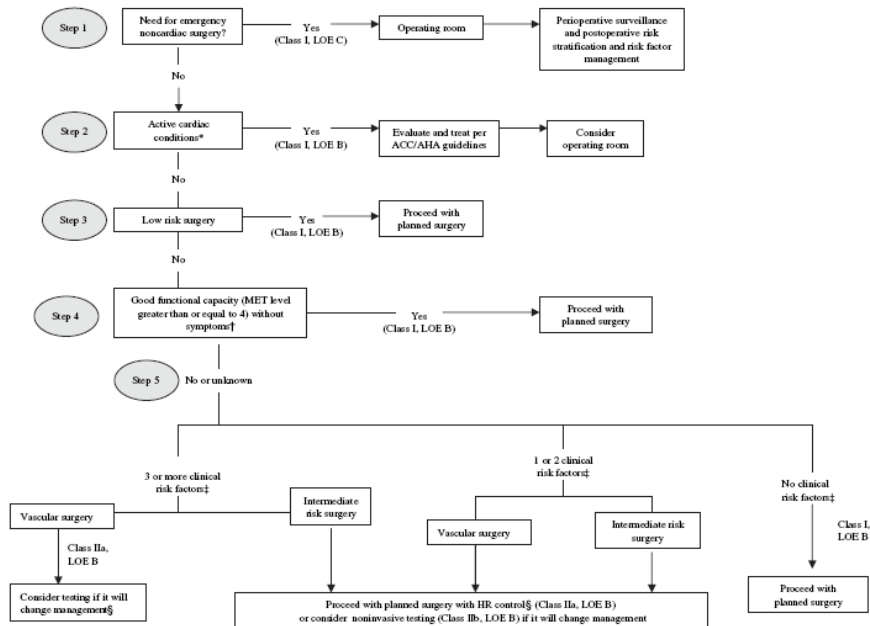 Step 1
Need for emergency
noncardiac surgery?
Yes
(Class I, LOE C)
Operating room
Perioperative surveillance
and postoperative risk
stratification and risk factor
management
No
Step 2
Active cardiac
conditions*
Yes
(Class I, LOE B)
Evaluate and treat per
ACC/AHA guidelines
Consider
operating room
No
Step 3
Low risk surgery
Yes
(Class I, LOE B)
Proceed with
planned surgery
No
Step 4
Good functional capacity (MET level
greater than or equal to 4) without
symptoms†
Yes
(Class I, LOE B)
Proceed with
planned surgery
Step 5
No or unknown
3 or more clinical
risk factors‡
1 or 2 clinical
risk factors‡
No clinical
risk factors‡
Vascular surgery
Intermediate
risk surgery
Vascular surgery
Intermediate risk
surgery
Class IIa,
LOE B
Class I,
LOE B
Consider testing if it will
change management§
Proceed with planned surgery with HR control§ (Class IIa, LOE B)
or consider noninvasive testing (Class IIb, LOE B) if it will change management
Proceed with
planned surgery